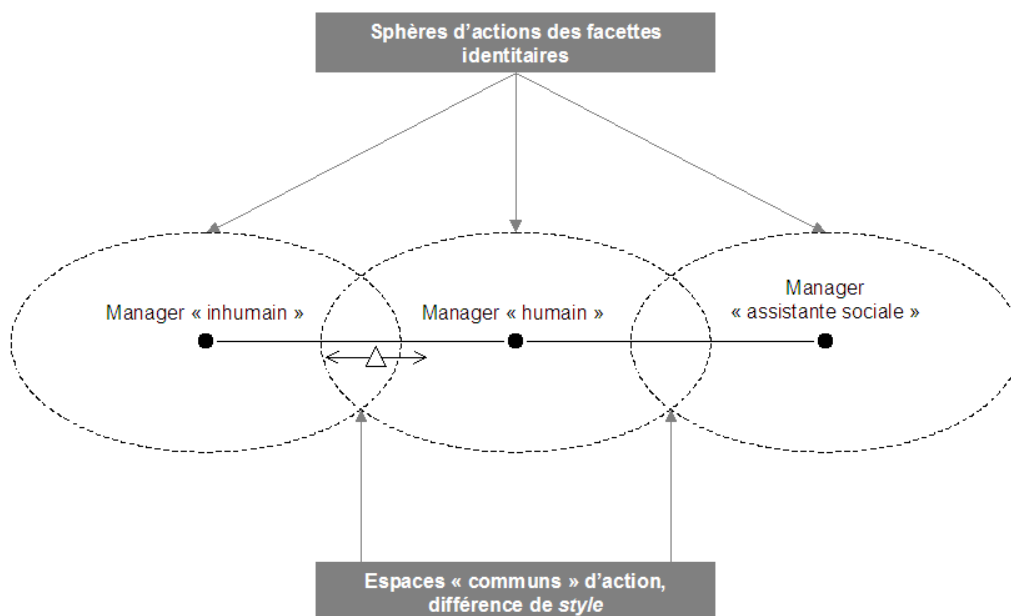 Sphères d'actions des facettes
identitaires
Manager « inhumain »
Manager « humain »
Manager
« assistante sociale »
Espaces « communs » d'action,
différence de style